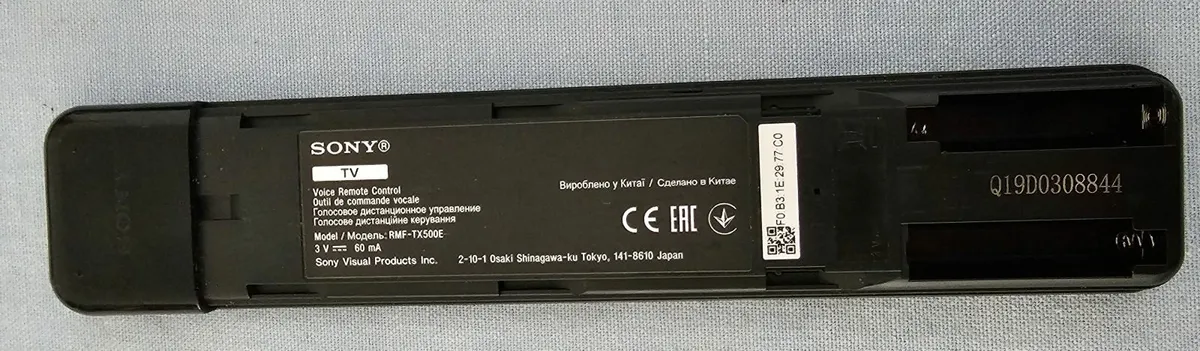 SONY®
TV
Voice Remote Control
Outil de commande vocale
Голосовое дистанционное управление
Голосове дистанційне керування
Model / Модель: RMF-TX500E
3 V 60 mA
Sony Visual Products Inc.
2-10-1 Osaki Shinagawa-ku Tokyo, 141-8610 Japan
Вироблено у Китаї / Сделано в Китае
CE EAC
F0 B3 1E 29 77 C0
Q19D0308844
SONY